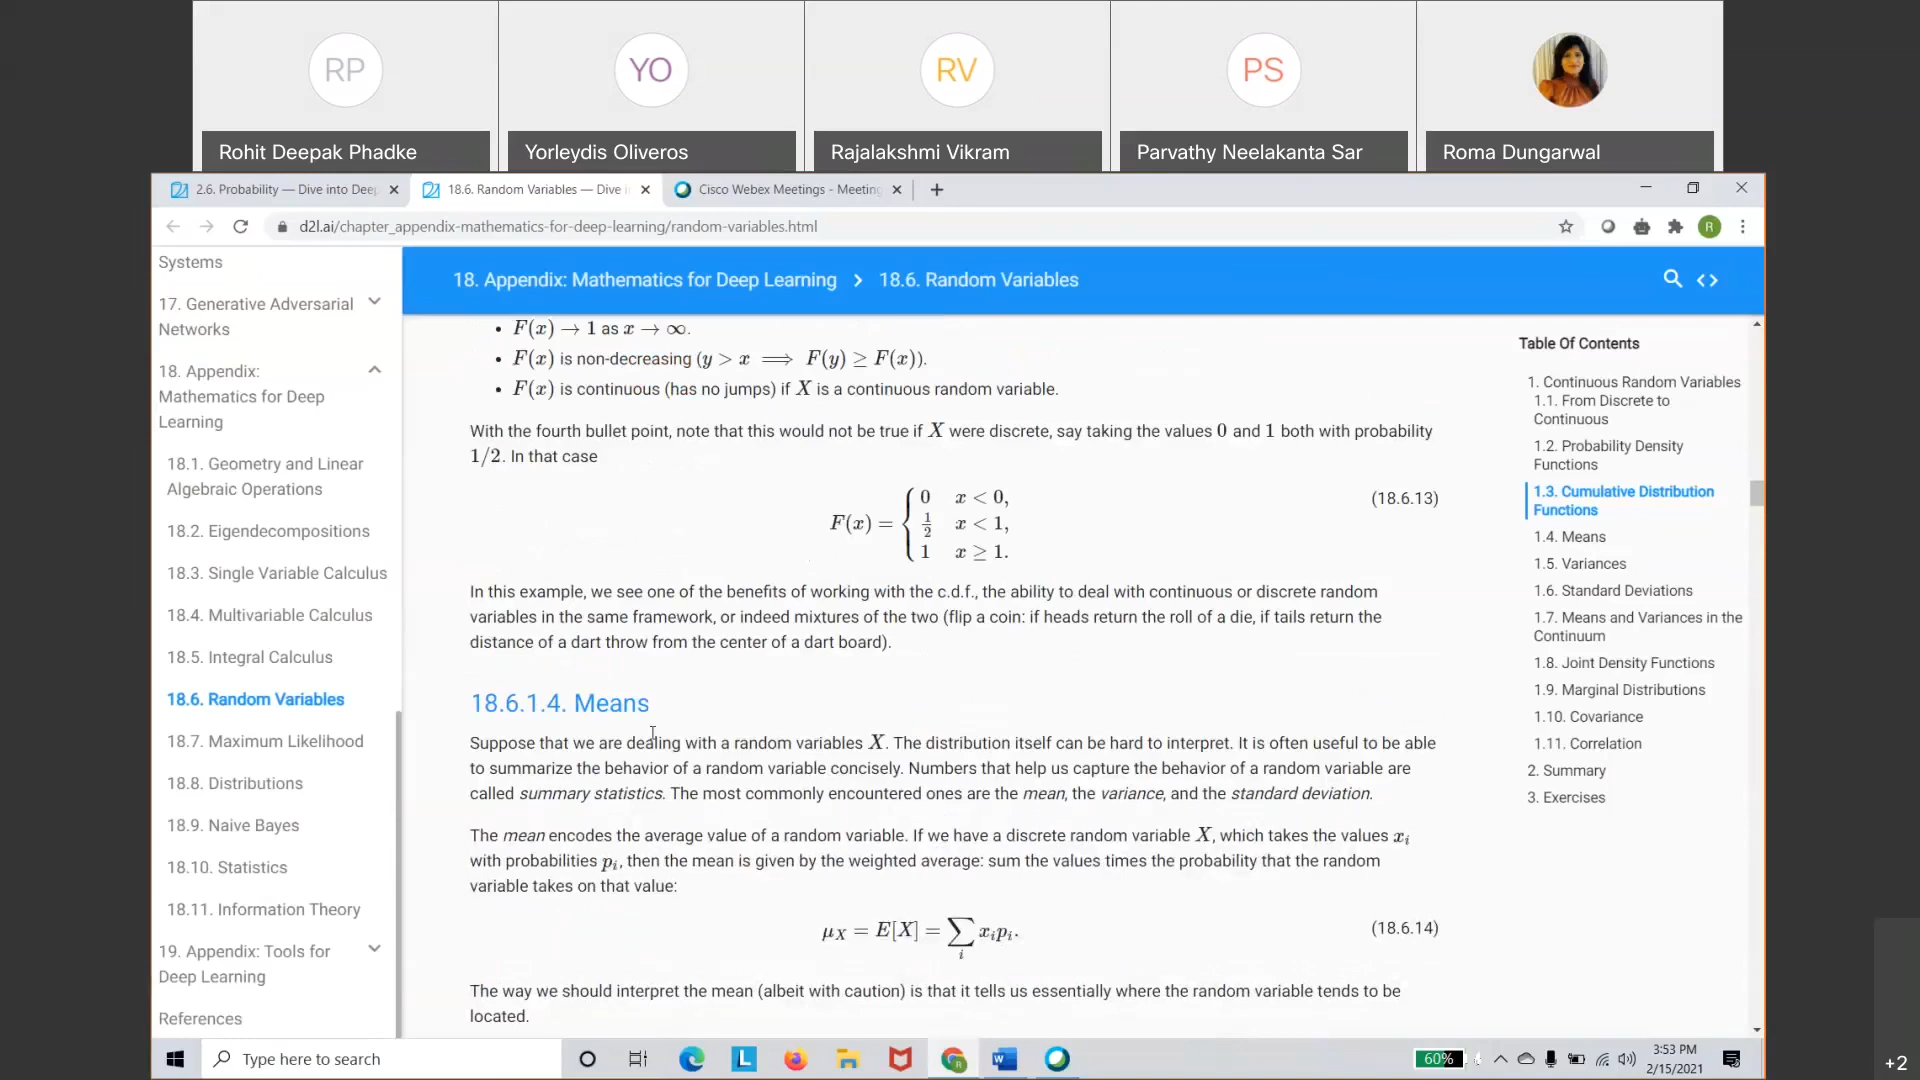 RP
YO
RV
PS
Rohit Deepak Phadke
Yorleydis Oliveros
Rajalakshmi Vikram
Parvathy Neelakanta Sar
Roma Dungarwal
2.6. Probability — Dive into Deep
18.6. Random Variables — Dive i
Cisco Webex Meetings - Meeting
d2l.ai/chapter_appendix-mathematics-for-deep-learning/random-variables.html
R
Systems
17. Generative Adversarial
Networks
18. Appendix:
Mathematics for Deep
Learning
18.1. Geometry and Linear
Algebraic Operations
18.2. Eigendecompositions
18.3. Single Variable Calculus
18.4. Multivariable Calculus
18.5. Integral Calculus
18.6. Random Variables
18.7. Maximum Likelihood
18.8. Distributions
18.9. Naive Bayes
18.10. Statistics
18.11. Information Theory
19. Appendix: Tools for
Deep Learning
References
18. Appendix: Mathematics for Deep Learning > 18.6. Random Variables
• F(x) → 1 as x → ∞.
• F(x) is non-decreasing (y > x ⟹ F(y) ≥ F(x)).
• F(x) is continuous (has no jumps) if X is a continuous random variable.
With the fourth bullet point, note that this would not be true if X were discrete, say taking the values 0 and 1 both with probability
1/2. In that case
F(x) = { 0 x < 0,
1/2 x < 1,
1 x ≥ 1.
(18.6.13)
In this example, we see one of the benefits of working with the c.d.f., the ability to deal with continuous or discrete random
variables in the same framework, or indeed mixtures of the two (flip a coin: if heads return the roll of a die, if tails return the
distance of a dart throw from the center of a dart board).
18.6.1.4. Means
Suppose that we are dealing with a random variables X. The distribution itself can be hard to interpret. It is often useful to be able
to summarize the behavior of a random variable concisely. Numbers that help us capture the behavior of a random variable are
called summary statistics. The most commonly encountered ones are the mean, the variance, and the standard deviation.
The mean encodes the average value of a random variable. If we have a discrete random variable X, which takes the values xᵢ
with probabilities pᵢ, then the mean is given by the weighted average: sum the values times the probability that the random
variable takes on that value:
μ_X = E[X] = ∑ᵢ xᵢpᵢ. (18.6.14)
The way we should interpret the mean (albeit with caution) is that it tells us essentially where the random variable tends to be
located.
Table Of Contents
1. Continuous Random Variables
1.1. From Discrete to
Continuous
1.2. Probability Density
Functions
1.3. Cumulative Distribution
Functions
1.4. Means
1.5. Variances
1.6. Standard Deviations
1.7. Means and Variances in the
Continuum
1.8. Joint Density Functions
1.9. Marginal Distributions
1.10. Covariance
1.11. Correlation
2. Summary
3. Exercises
Type here to search
L
W
60%
3:53 PM
2/15/2021
+2